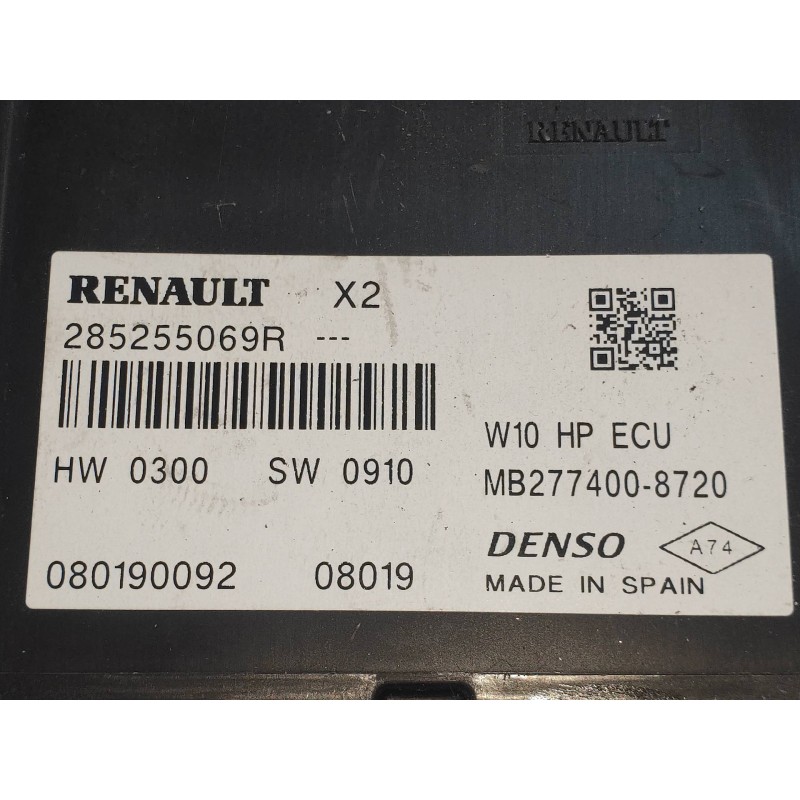 RENAULT
RENAULT X2
285255069R ---
HW 0300 SW 0910
080190092 08019
W10 HP ECU
MB277400-8720
DENSO A74
MADE IN SPAIN